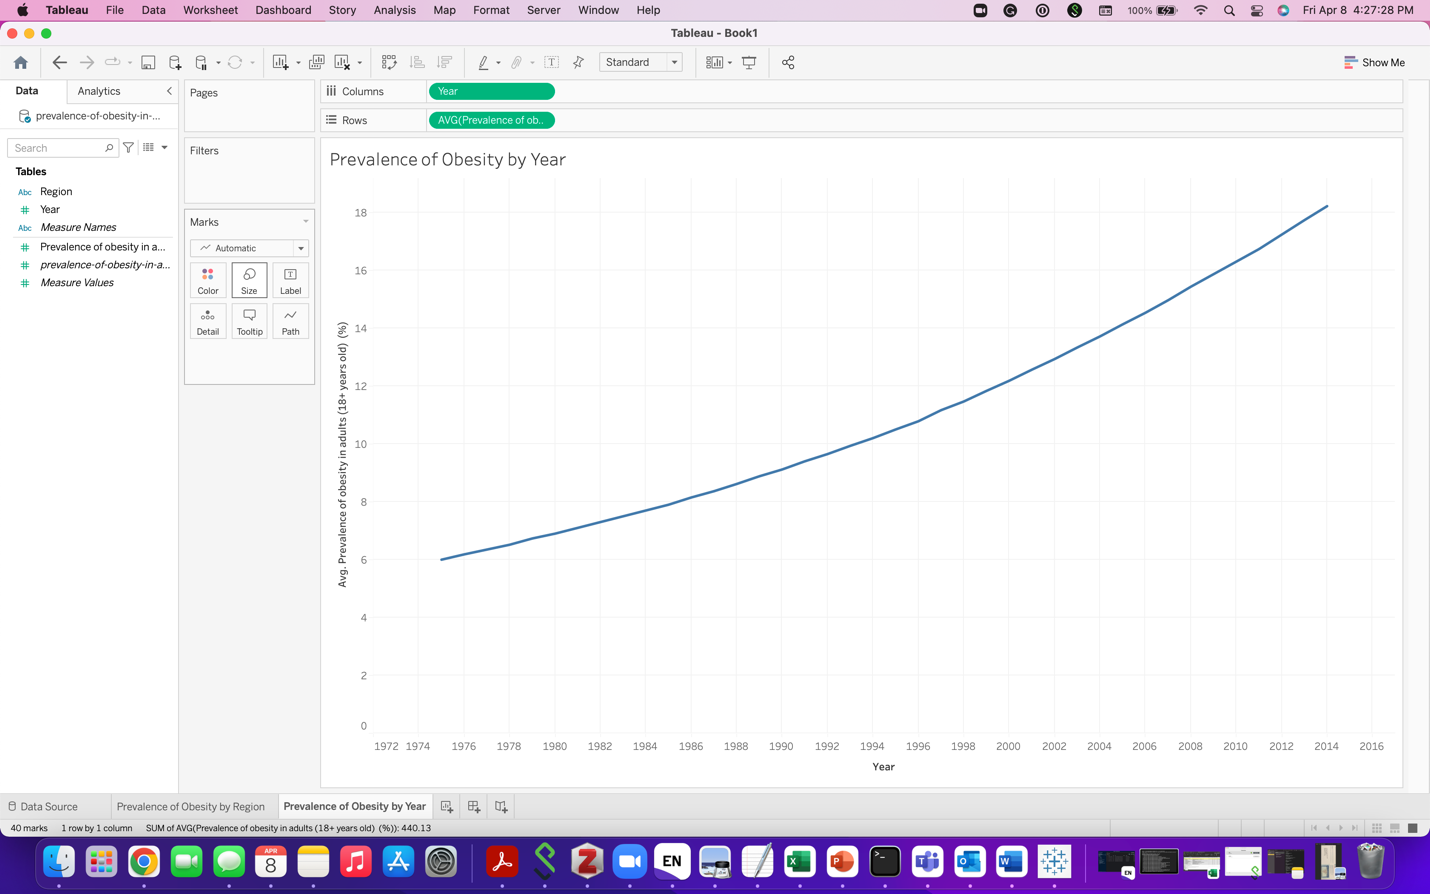 Tableau File Data Worksheet Dashboard Story Analysis Map Format Server Window Help 100% Fri Apr 8 4:27:28 PM
Tableau - Book1
Standard Show Me
Data Analytics
prevalence-of-obesity-in-...
Search
Tables
Abc Region
# Year
Abc Measure Names
# Prevalence of obesity in a...
# prevalence-of-obesity-in-a...
# Measure Values
Pages
Filters
Marks
Automatic
Color Size Label
Detail Tooltip Path
Columns Year
Rows AVG(Prevalence of ob..
Prevalence of Obesity by Year
Avg. Prevalence of obesity in adults (18+ years old) (%)
18
16
14
12
10
8
6
4
2
0
1972 1974 1976 1978 1980 1982 1984 1986 1988 1990 1992 1994 1996 1998 2000 2002 2004 2006 2008 2010 2012 2014 2016
Year
Data Source Prevalence of Obesity by Region Prevalence of Obesity by Year
40 marks 1 row by 1 column SUM of AVG(Prevalence of obesity in adults (18+ years old) (%)): 440.13
APR
8
EN